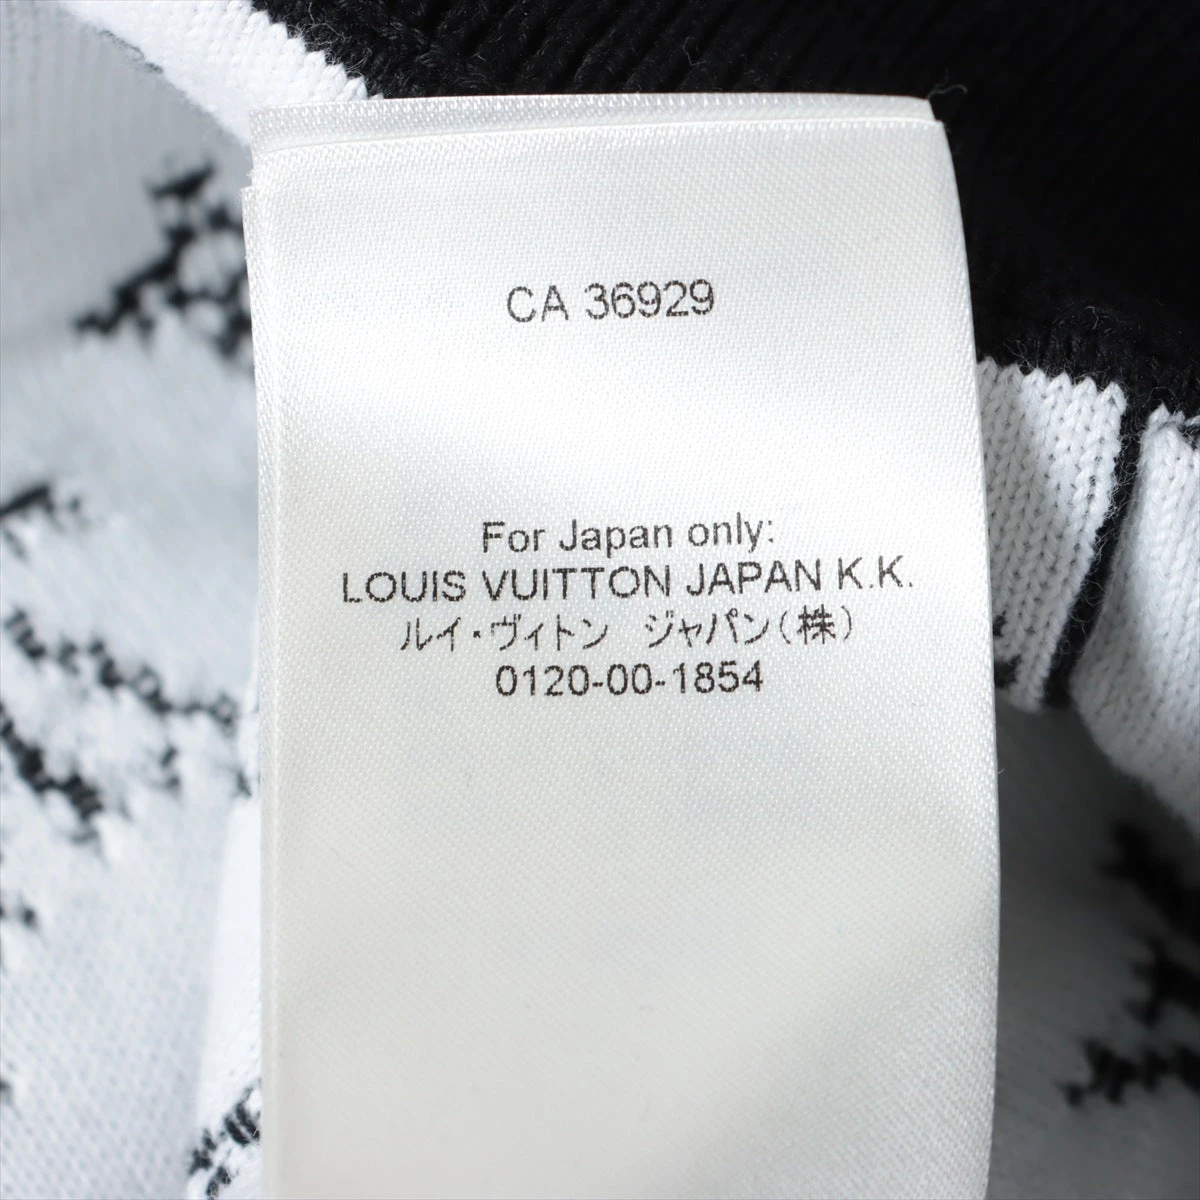 CA 36929
For Japan only:
LOUIS VUITTON JAPAN K.K.
ルイ・ヴィトン　ジャパン(株)
0120-00-1854